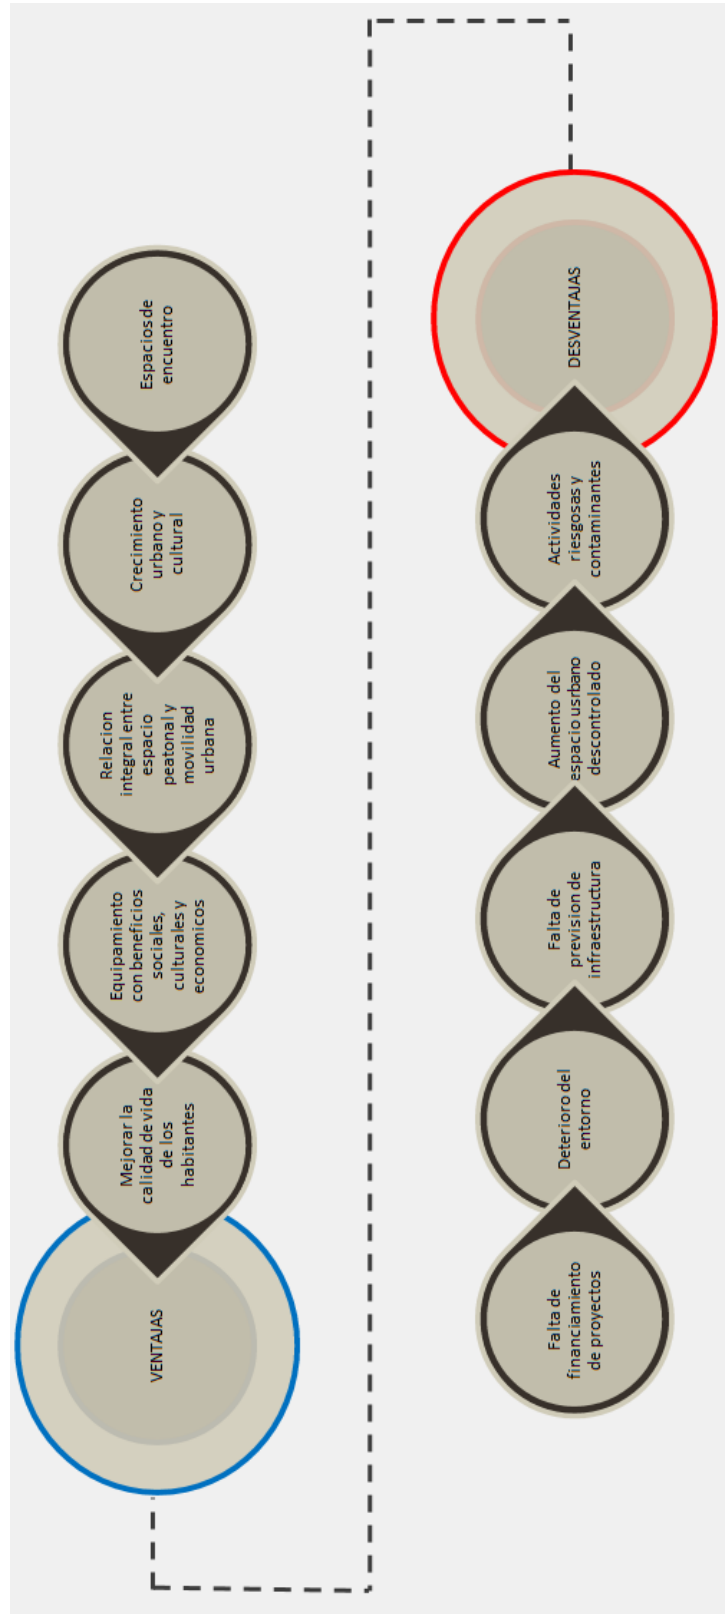 VENTAJAS
Mejorar la
calidad de vida
de los
habitantes
Equipamiento
con beneficios
sociales,
culturales y
economicos
Relacion
integral entre
espacio
peatonal y
movilidad
urbana
Crecimiento
urbano y
cultural
Espacios de
encuentro
DESVENTAJAS
Actividades
riesgosas y
contaminantes
Aumento del
espacio usrbano
descontrolado
Falta de
prevision de
infraestructura
Deterioro del
entorno
Falta de
financiamiento
de proyectos